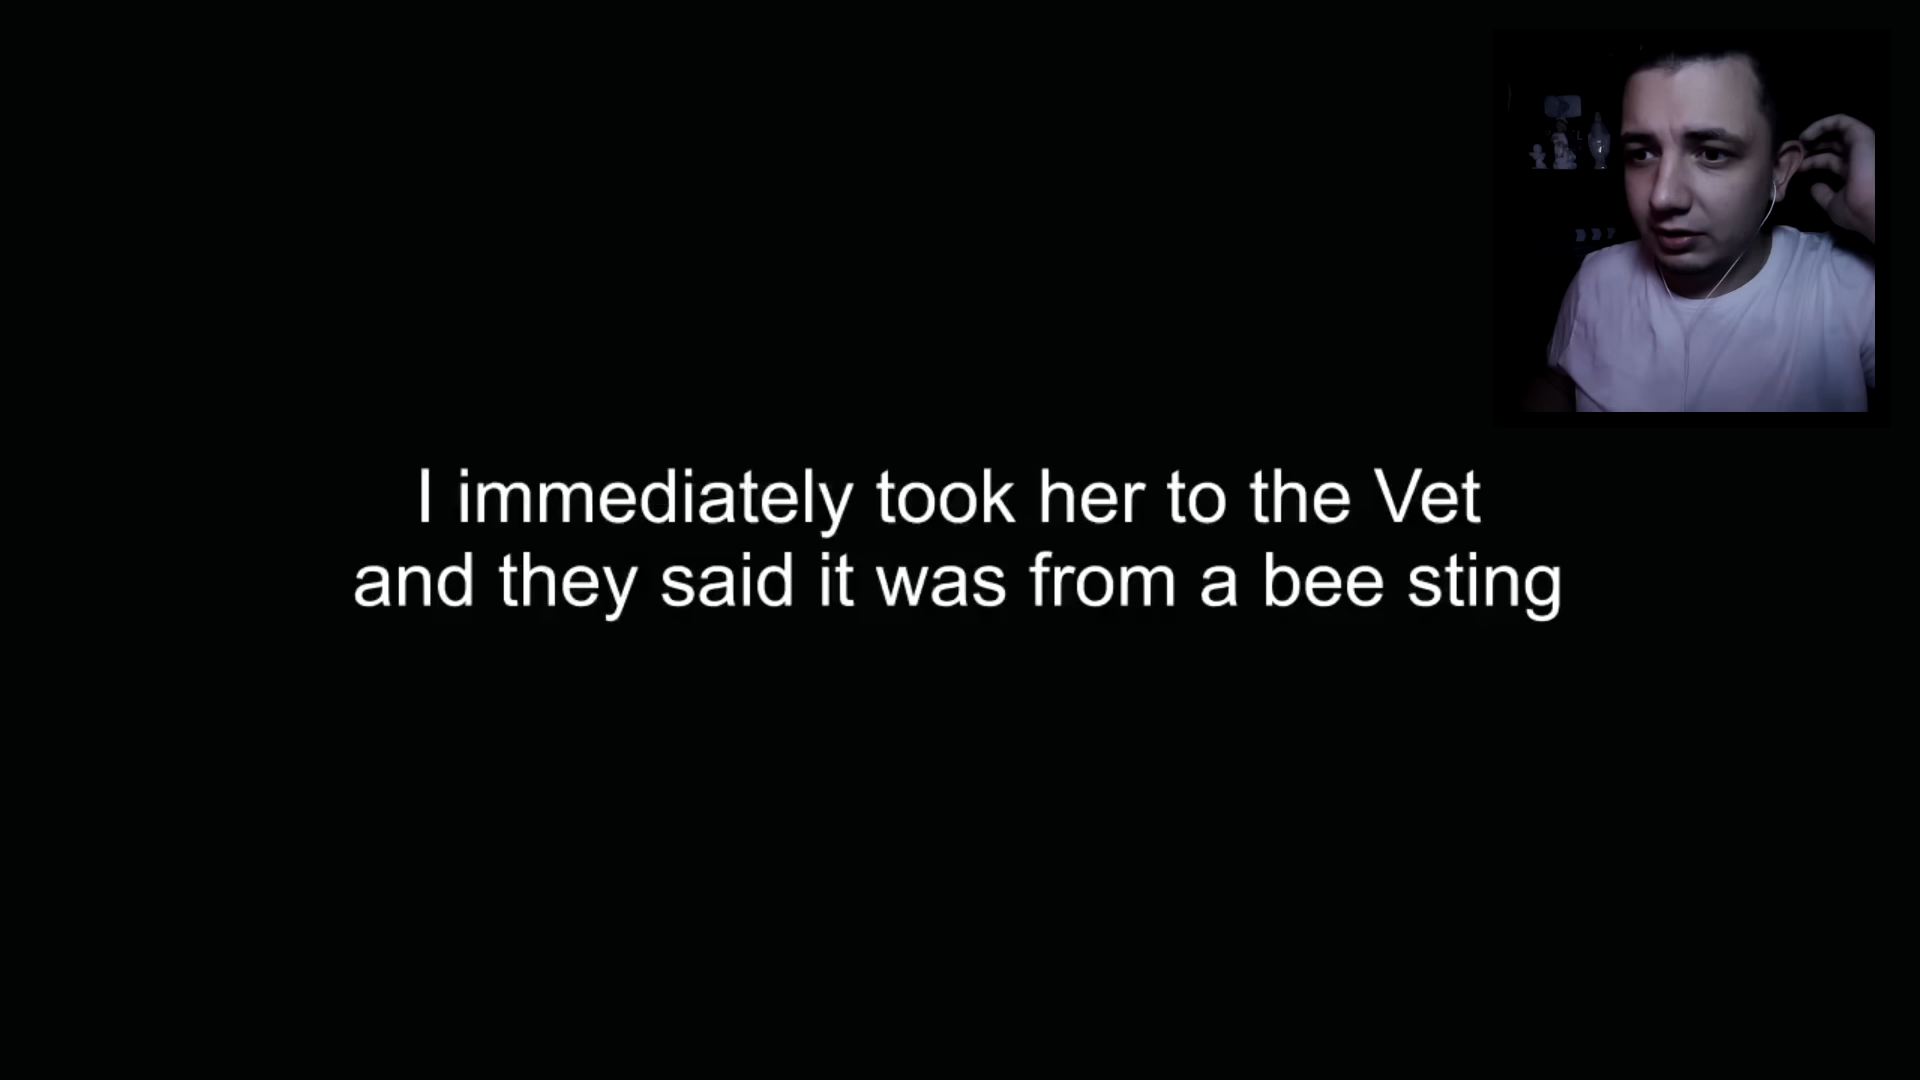 I immediately took her to the Vet
and they said it was from a bee sting